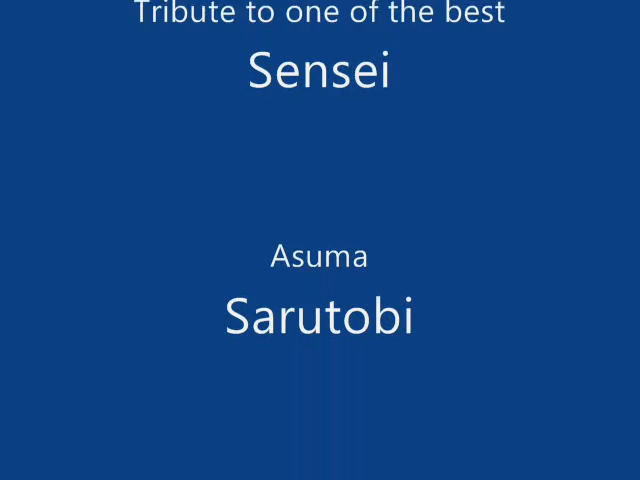 Tribute to one of the best
Sensei
Asuma
Sarutobi